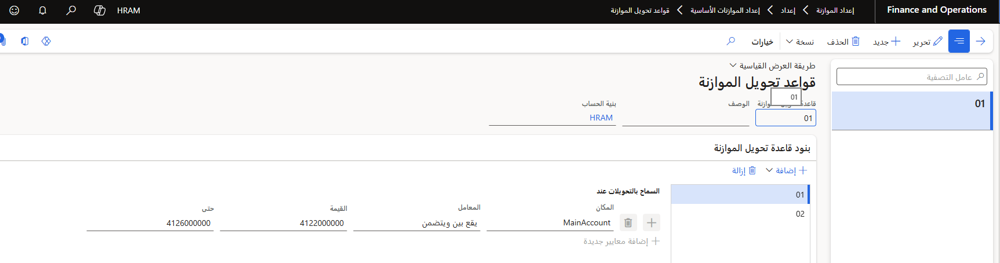 Finance and Operations
إعداد الموازنة > إعداد > إعداد الموازنات الأساسية > قواعد تحويل الموازنة
HRAM
تحرير
جديد
الحذف
نسخة
خيارات
عامل التصفية
01
طريقة العرض القياسية
قواعد تحويل الموازنة
01
الوصف
بنية الحساب
01
HRAM
بنود قاعدة تحويل الموازنة
إضافة
إزالة
01
02
السماح بالتحويلات عند
المكان
المعامل
القيمة
حتى
MainAccount
يقع بين ويتضمن
4122000000
4126000000
إضافة معايير جديدة